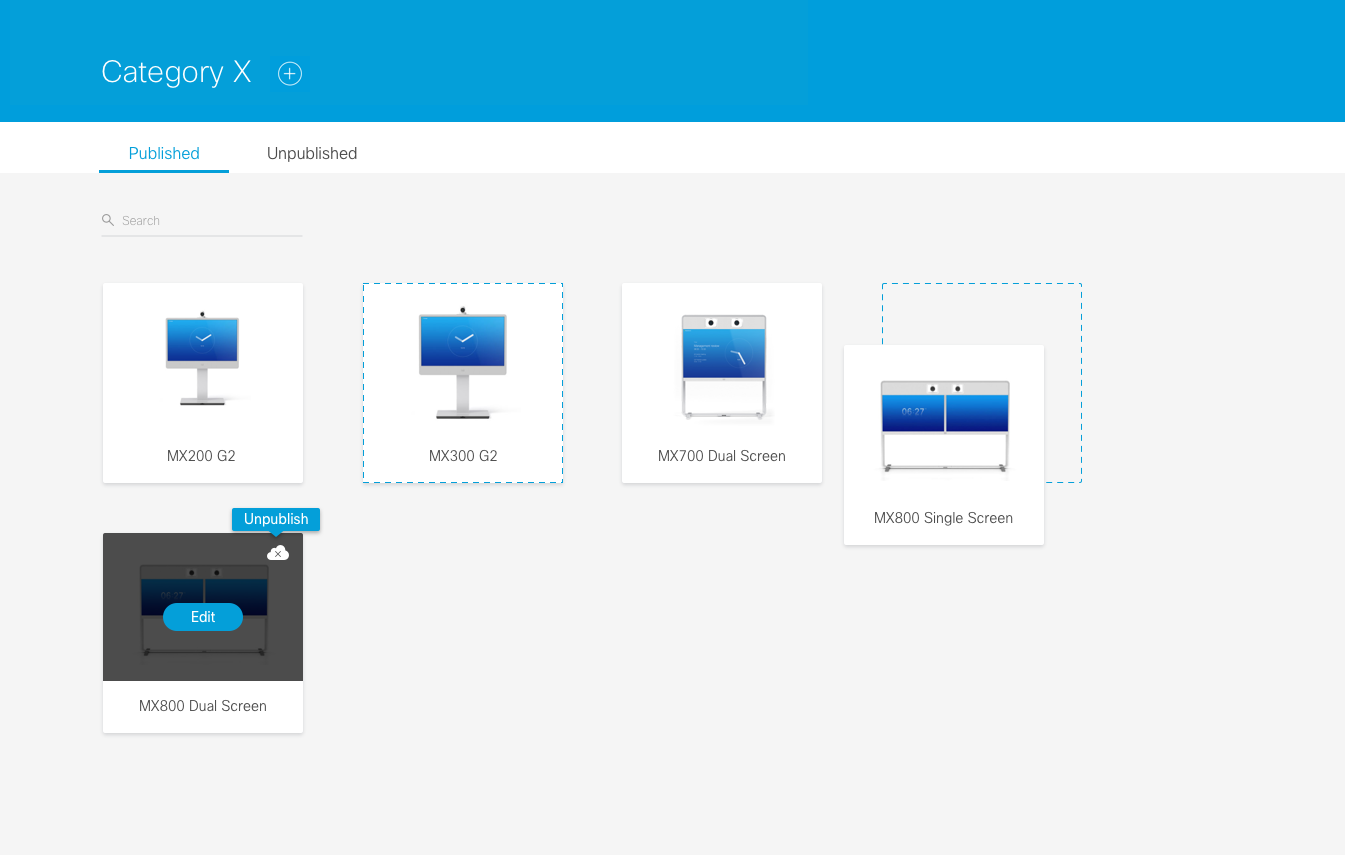 Category X
Published
Unpublished
Search
MX200 G2
MX300 G2
MX700 Dual Screen
06:27
MX800 Single Screen
Unpublish
06:27
Edit
MX800 Dual Screen